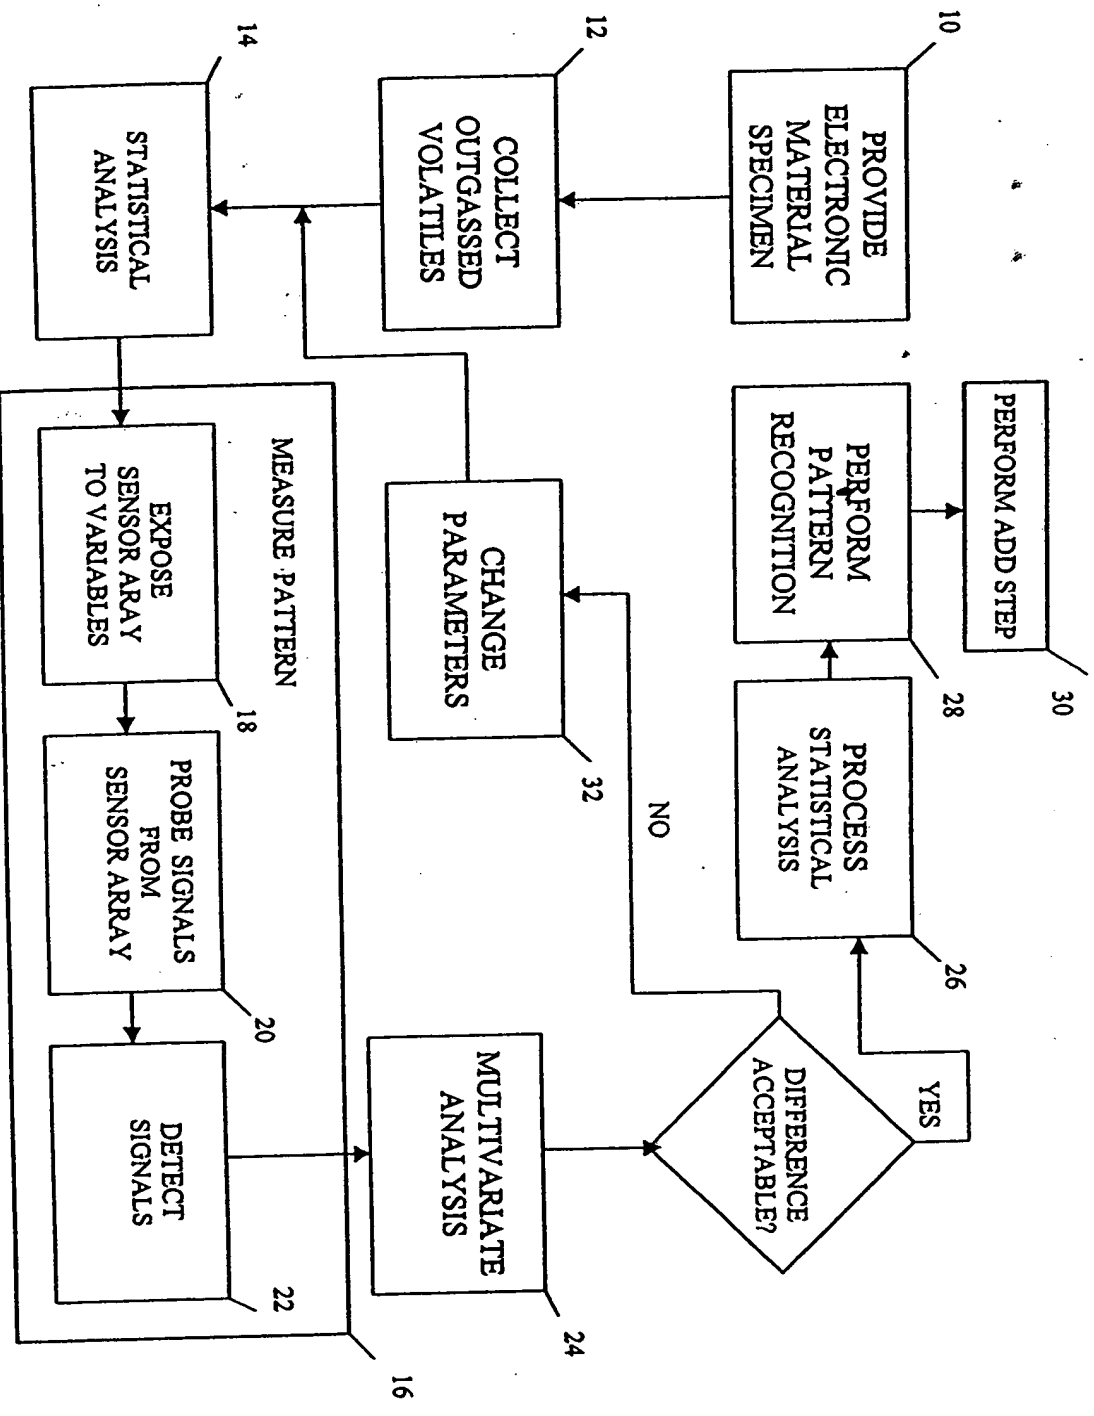 10
PROVIDE
ELECTRONIC
MATERIAL
SPECIMEN
12
COLLECT
OUTGASSED
VOLATILES
14
STATISTICAL
ANALYSIS
MEASURE PATTERN
16
EXPOSE
SENSOR ARAY
TO VARIABLES
18
PROBE SIGNALS
FROM
SENSOR ARRAY
20
DETECT
SIGNALS
22
MULTIVARIATE
ANALYSIS
24
DIFFERENCE
ACCEPTABLE?
YES
NO
PROCESS
STATISTICAL
ANALYSIS
26
PERFORM
PATTERN
RECOGNITION
28
PERFORM ADD STEP
30
CHANGE
PARAMETERS
32